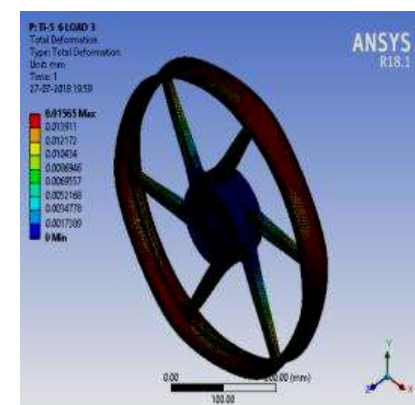 P: Ti-5 6 LOAD 3
Total Deformation
Type: Total Deformation
Unit: mm
Time: 1
27-07-2018 19:59
ANSYS
R18.1
0.01565 Max
0.013911
0.012172
0.010434
0.0086946
0.0069557
0.0052168
0.0034778
0.0017389
0 Min
0.00
200.00 (mm)
100.00
Y
Z
X